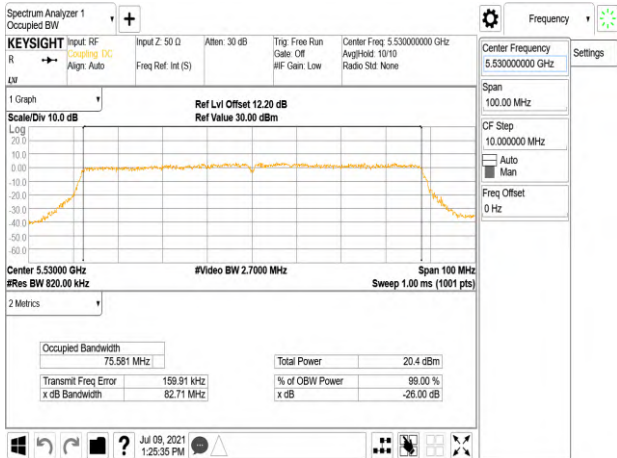 Spectrum Analyzer 1
Occupied BW
Frequency
KEYSIGHT
R
LXI
Input: RF
Coupling: DC
Align: Auto
Input Z: 50 Ω
Freq Ref: Int (S)
Atten: 30 dB
Trig: Free Run
Gate: Off
#IF Gain: Low
Center Freq: 5.530000000 GHz
Avg|Hold: 10/10
Radio Std: None
Center Frequency
5.530000000 GHz
Settings
Span
100.00 MHz
CF Step
10.000000 MHz
Auto
Man
Freq Offset
0 Hz
1 Graph
Scale/Div 10.0 dB
Ref Lvl Offset 12.20 dB
Ref Value 30.00 dBm
Log
20.0
10.0
0.00
-10.0
-20.0
-30.0
-40.0
-50.0
-60.0
Center 5.53000 GHz
#Res BW 820.00 kHz
#Video BW 2.7000 MHz
Span 100 MHz
Sweep 1.00 ms (1001 pts)
2 Metrics
Occupied Bandwidth
75.581 MHz
Total Power 20.4 dBm
Transmit Freq Error 159.91 kHz
% of OBW Power 99.00 %
x dB Bandwidth 82.71 MHz
x dB -26.00 dB
?
Jul 09, 2021
1:25:35 PM